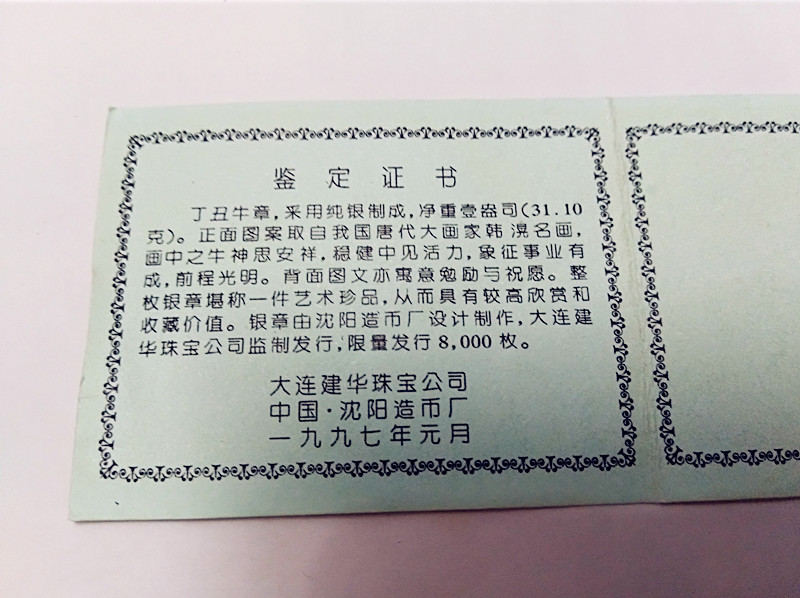 鉴定证书
丁丑牛章，采用纯银制成，净重壹盎司(31.10
克)。正面图案取自我国唐代大画家韩滉名画，
画中之牛神思安祥，稳健中见活力，象征事业有
成，前程光明。背面图文亦寓意勉励与祝愿。整
枚银章堪称一件艺术珍品，从而具有较高欣赏和
收藏价值。银章由沈阳造币厂设计制作，大连建
华珠宝公司监制发行，限量发行8,000枚。
大连建华珠宝公司
中国·沈阳造币厂
一九九七年元月